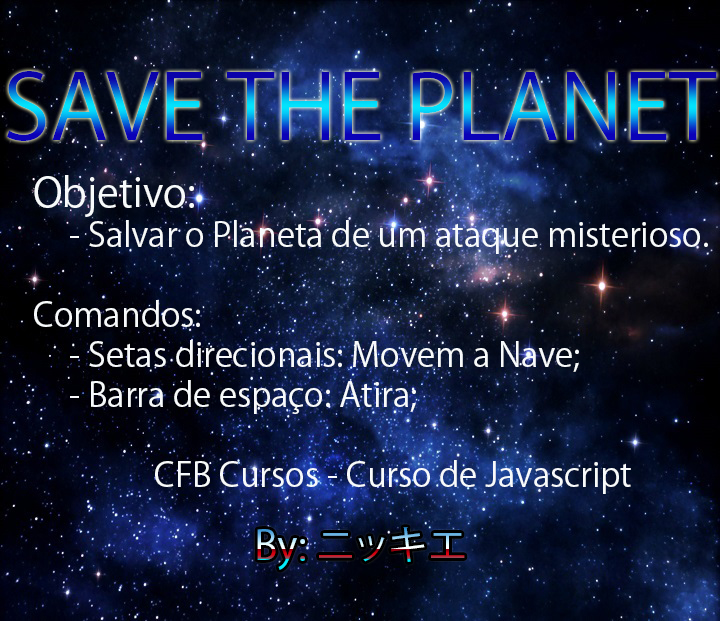 SAVE THE PLANET
Objetivo:
- Salvar o Planeta de um ataque misterioso.
Comandos:
- Setas direcionais: Movem a Nave;
- Barra de espaço: Atira;
CFB Cursos - Curso de Javascript
By: ニッキエ